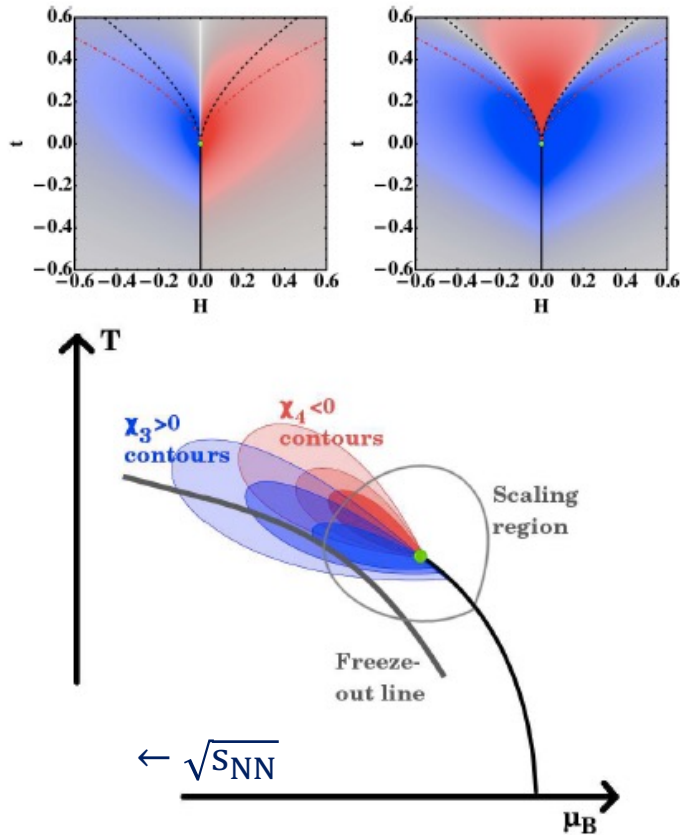 0.6
0.4
0.2
0.0
−0.2
−0.4
−0.6
t
−0.6 −0.4 −0.2 0.0 0.2 0.4 0.6
H
0.6
0.4
0.2
0.0
−0.2
−0.4
−0.6
t
−0.6 −0.4 −0.2 0.0 0.2 0.4 0.6
H
T
χ₃>0
contours
χ₄<0
contours
Scaling
region
Freeze-
out line
← √sNN
μB